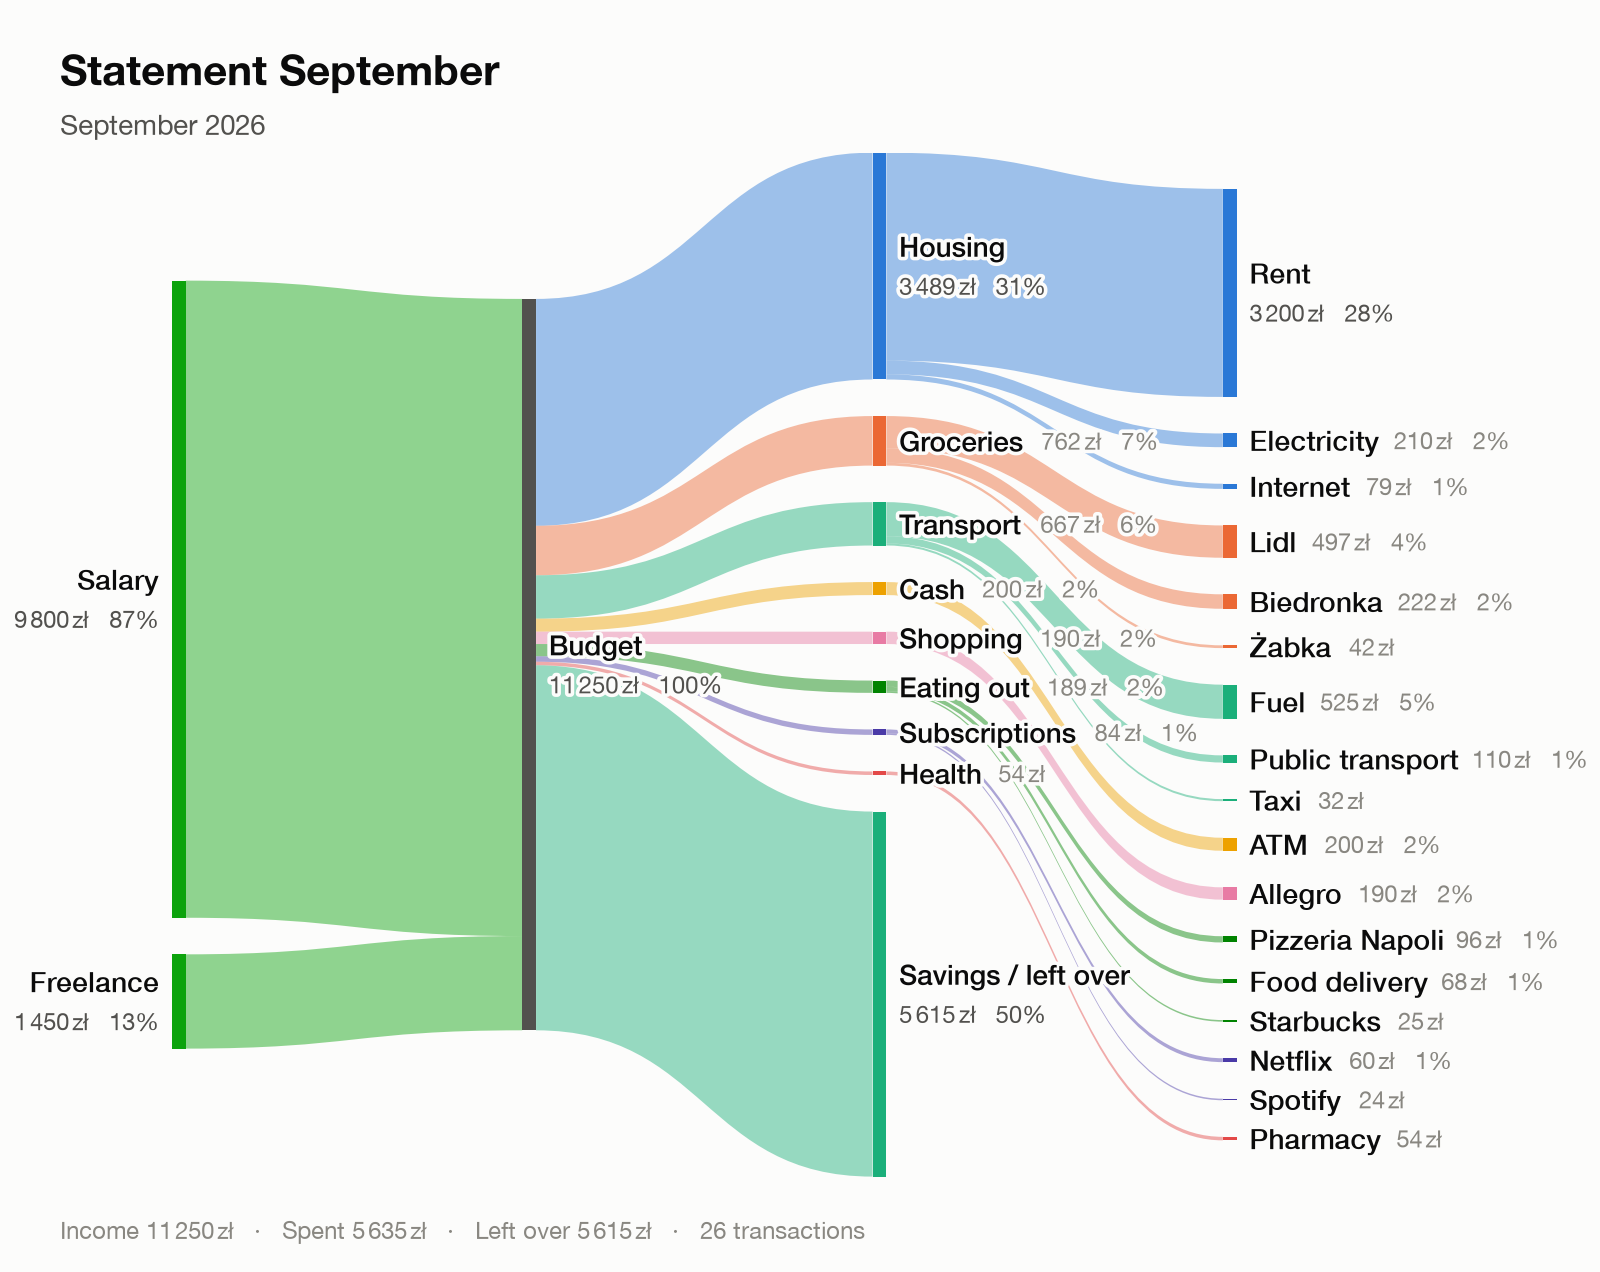 Statement September
September 2026
Salary
9 800 zł 87%
Freelance
1 450 zł 13%
Budget
11 250 zł 100%
Housing
3 489 zł 31%
Groceries 762 zł 7%
Transport 667 zł 6%
Cash 200 zł 2%
Shopping 190 zł 2%
Eating out 189 zł 2%
Subscriptions 84 zł 1%
Health 54 zł
Savings / left over
5 615 zł 50%
Rent
3 200 zł 28%
Electricity 210 zł 2%
Internet 79 zł 1%
Lidl 497 zł 4%
Biedronka 222 zł 2%
Żabka 42 zł
Fuel 525 zł 5%
Public transport 110 zł 1%
Taxi 32 zł
ATM 200 zł 2%
Allegro 190 zł 2%
Pizzeria Napoli 96 zł 1%
Food delivery 68 zł 1%
Starbucks 25 zł
Netflix 60 zł 1%
Spotify 24 zł
Pharmacy 54 zł
Income 11 250 zł · Spent 5 635 zł · Left over 5 615 zł · 26 transactions